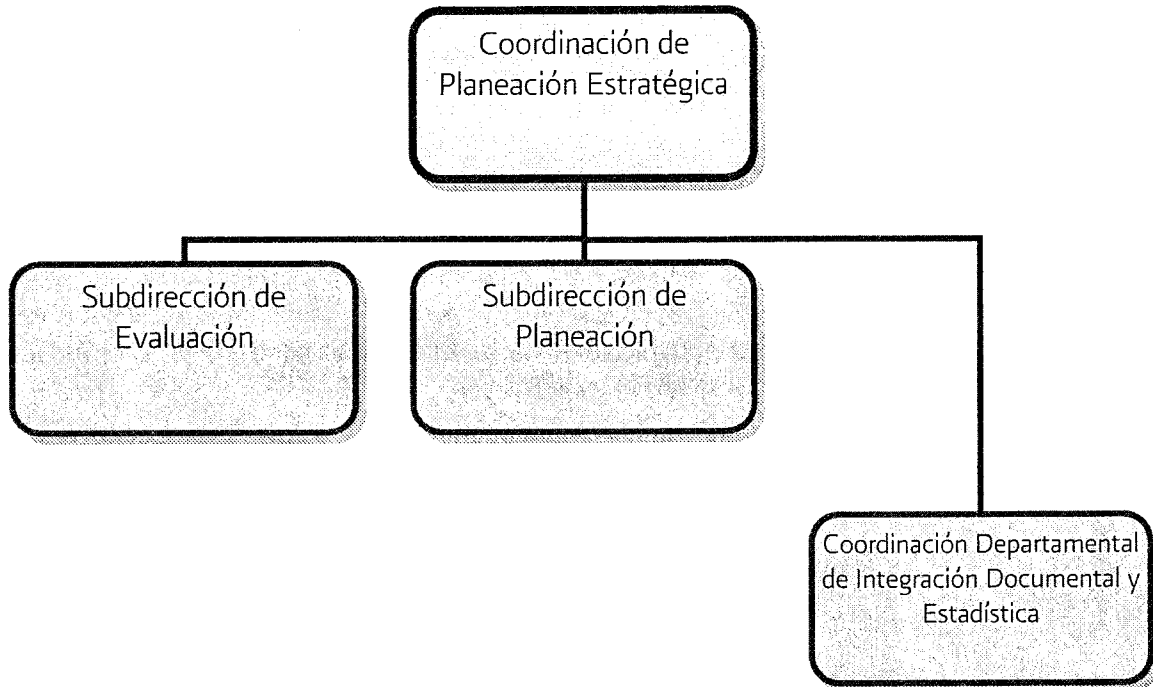 Coordinación de
Planeación Estratégica
Subdirección de
Evaluación
Subdirección de
Planeación
Coordinación Departamental
de Integración Documental y
Estadística